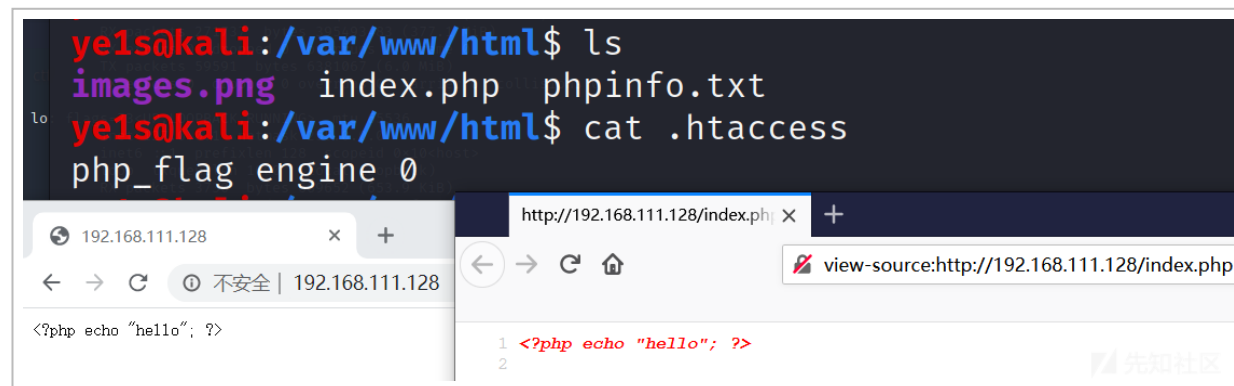 ye1s@kali:/var/www/html$ ls
images.png index.php phpinfo.txt
lo
ye1s@kali:/var/www/html$ cat .htaccess
php_flag engine 0
192.168.111.128 × +
不安全 | 192.168.111.128
<?php echo "hello"; ?>
http://192.168.111.128/index.ph × +
view-source:http://192.168.111.128/index.php
1 <?php echo "hello"; ?>
2
先知社区